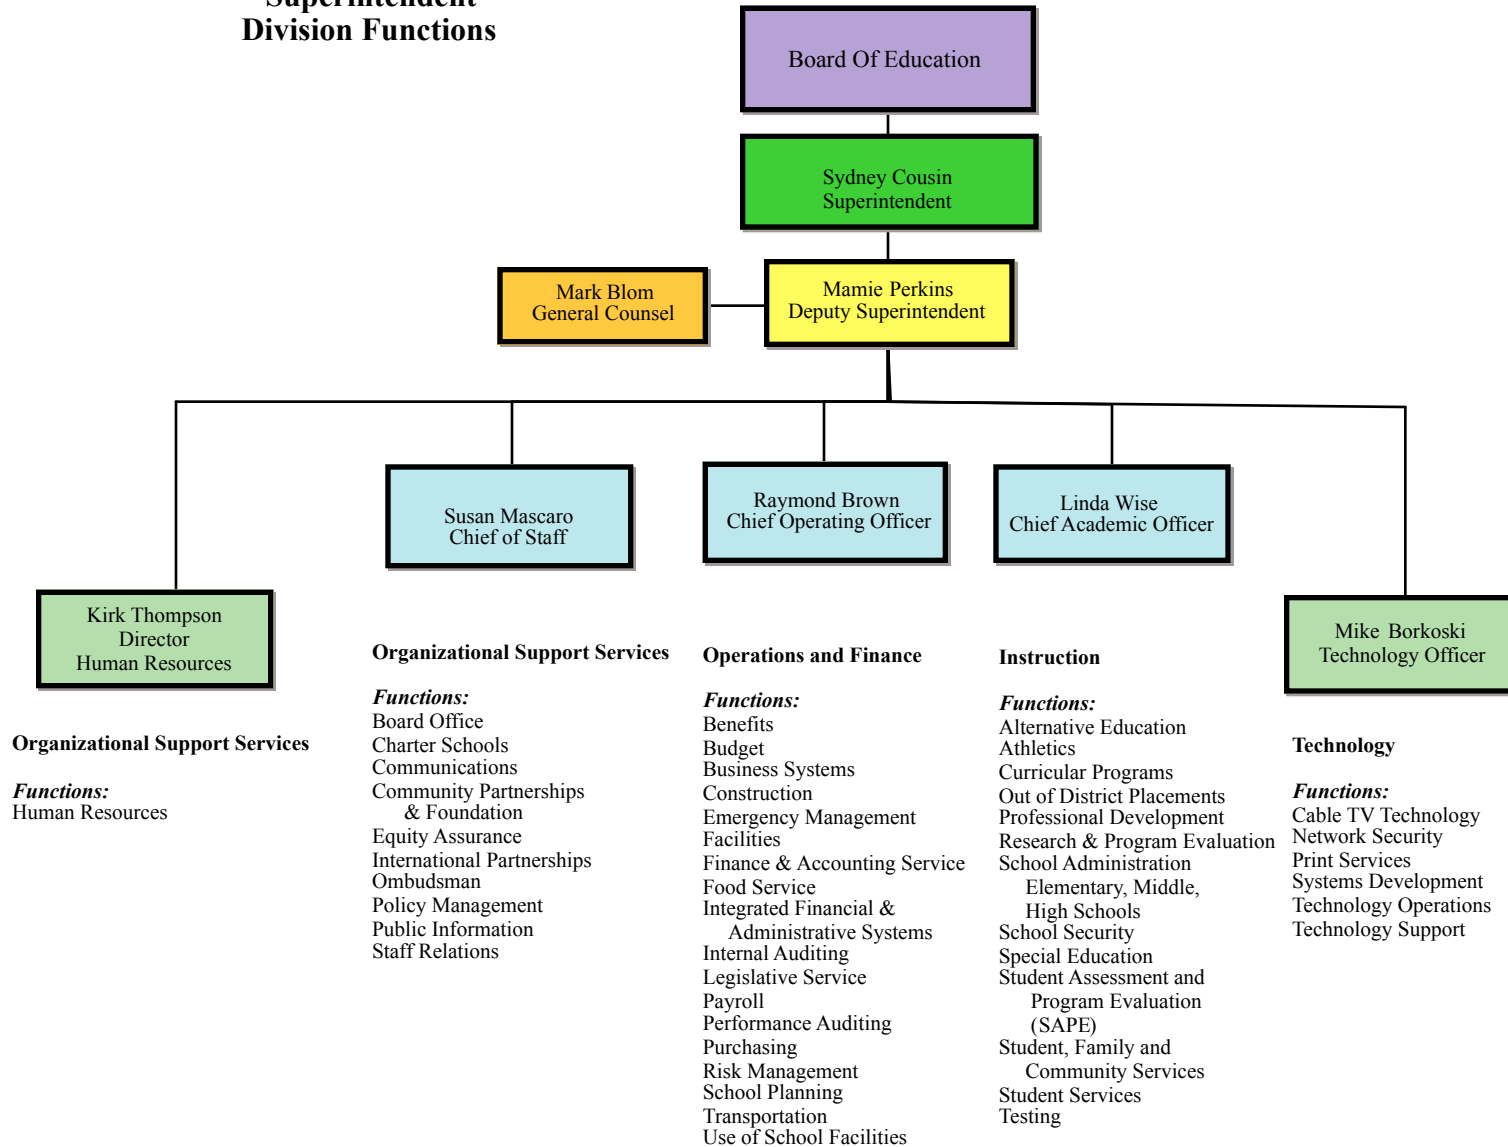 Superintendent
Division Functions
Board Of Education
Sydney Cousin
Superintendent
Mark Blom
General Counsel
Mamie Perkins
Deputy Superintendent
Susan Mascaro
Chief of Staff
Raymond Brown
Chief Operating Officer
Linda Wise
Chief Academic Officer
Kirk Thompson
Director
Human Resources
Mike Borkoski
Technology Officer
Organizational Support Services
Functions:
Human Resources
Organizational Support Services
Functions:
Board Office
Charter Schools
Communications
Community Partnerships
& Foundation
Equity Assurance
International Partnerships
Ombudsman
Policy Management
Public Information
Staff Relations
Operations and Finance
Functions:
Benefits
Budget
Business Systems
Construction
Emergency Management
Facilities
Finance & Accounting Service
Food Service
Integrated Financial &
Administrative Systems
Internal Auditing
Legislative Service
Payroll
Performance Auditing
Purchasing
Risk Management
School Planning
Transportation
Use of School Facilities
Instruction
Functions:
Alternative Education
Athletics
Curricular Programs
Out of District Placements
Professional Development
Research & Program Evaluation
School Administration
Elementary, Middle,
High Schools
School Security
Special Education
Student Assessment and
Program Evaluation
(SAPE)
Student, Family and
Community Services
Student Services
Testing
Technology
Functions:
Cable TV Technology
Network Security
Print Services
Systems Development
Technology Operations
Technology Support